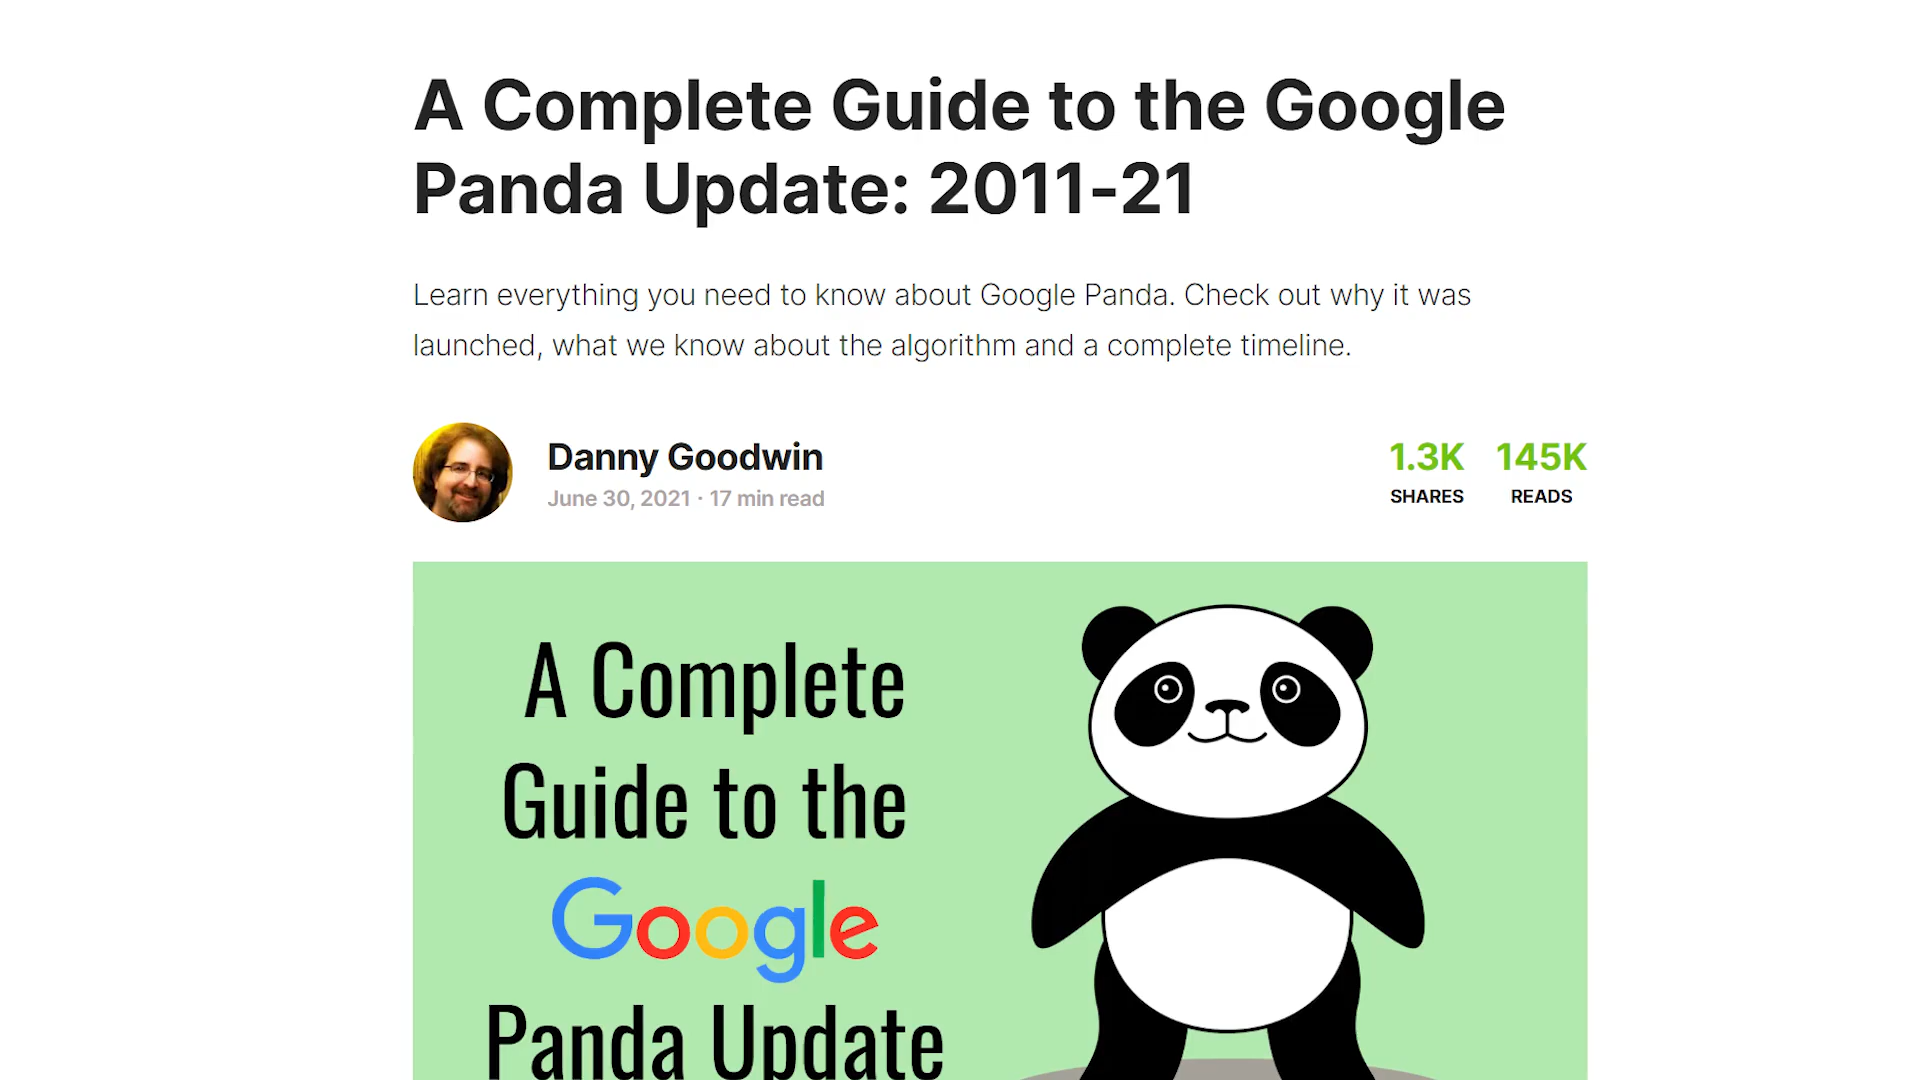 A Complete Guide to the Google
Panda Update: 2011-21
Learn everything you need to know about Google Panda. Check out why it was
launched, what we know about the algorithm and a complete timeline.
Danny Goodwin
June 30, 2021 · 17 min read
1.3K
SHARES
145K
READS
A Complete
Guide to the
Google
Panda Update